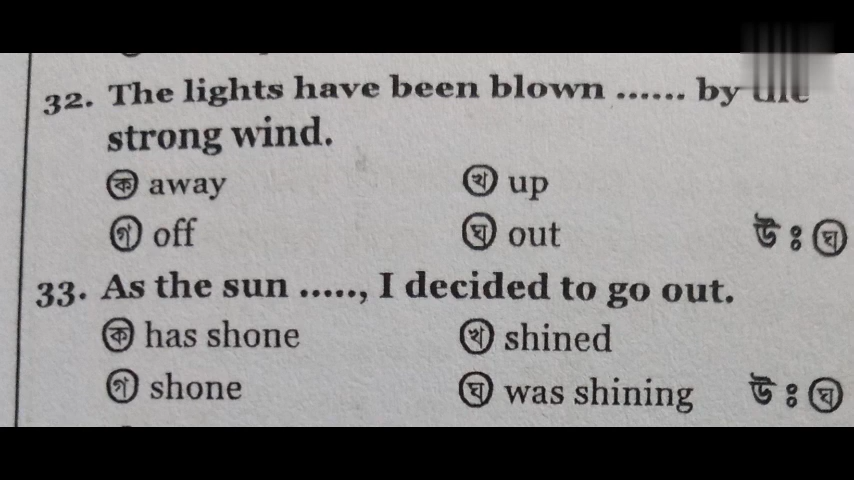 32. The lights have been blown ...... by the
strong wind.
ক away খ up
গ off ঘ out উঃ ঘ
33. As the sun ....., I decided to go out.
ক has shone খ shined
গ shone ঘ was shining উঃ ঘ